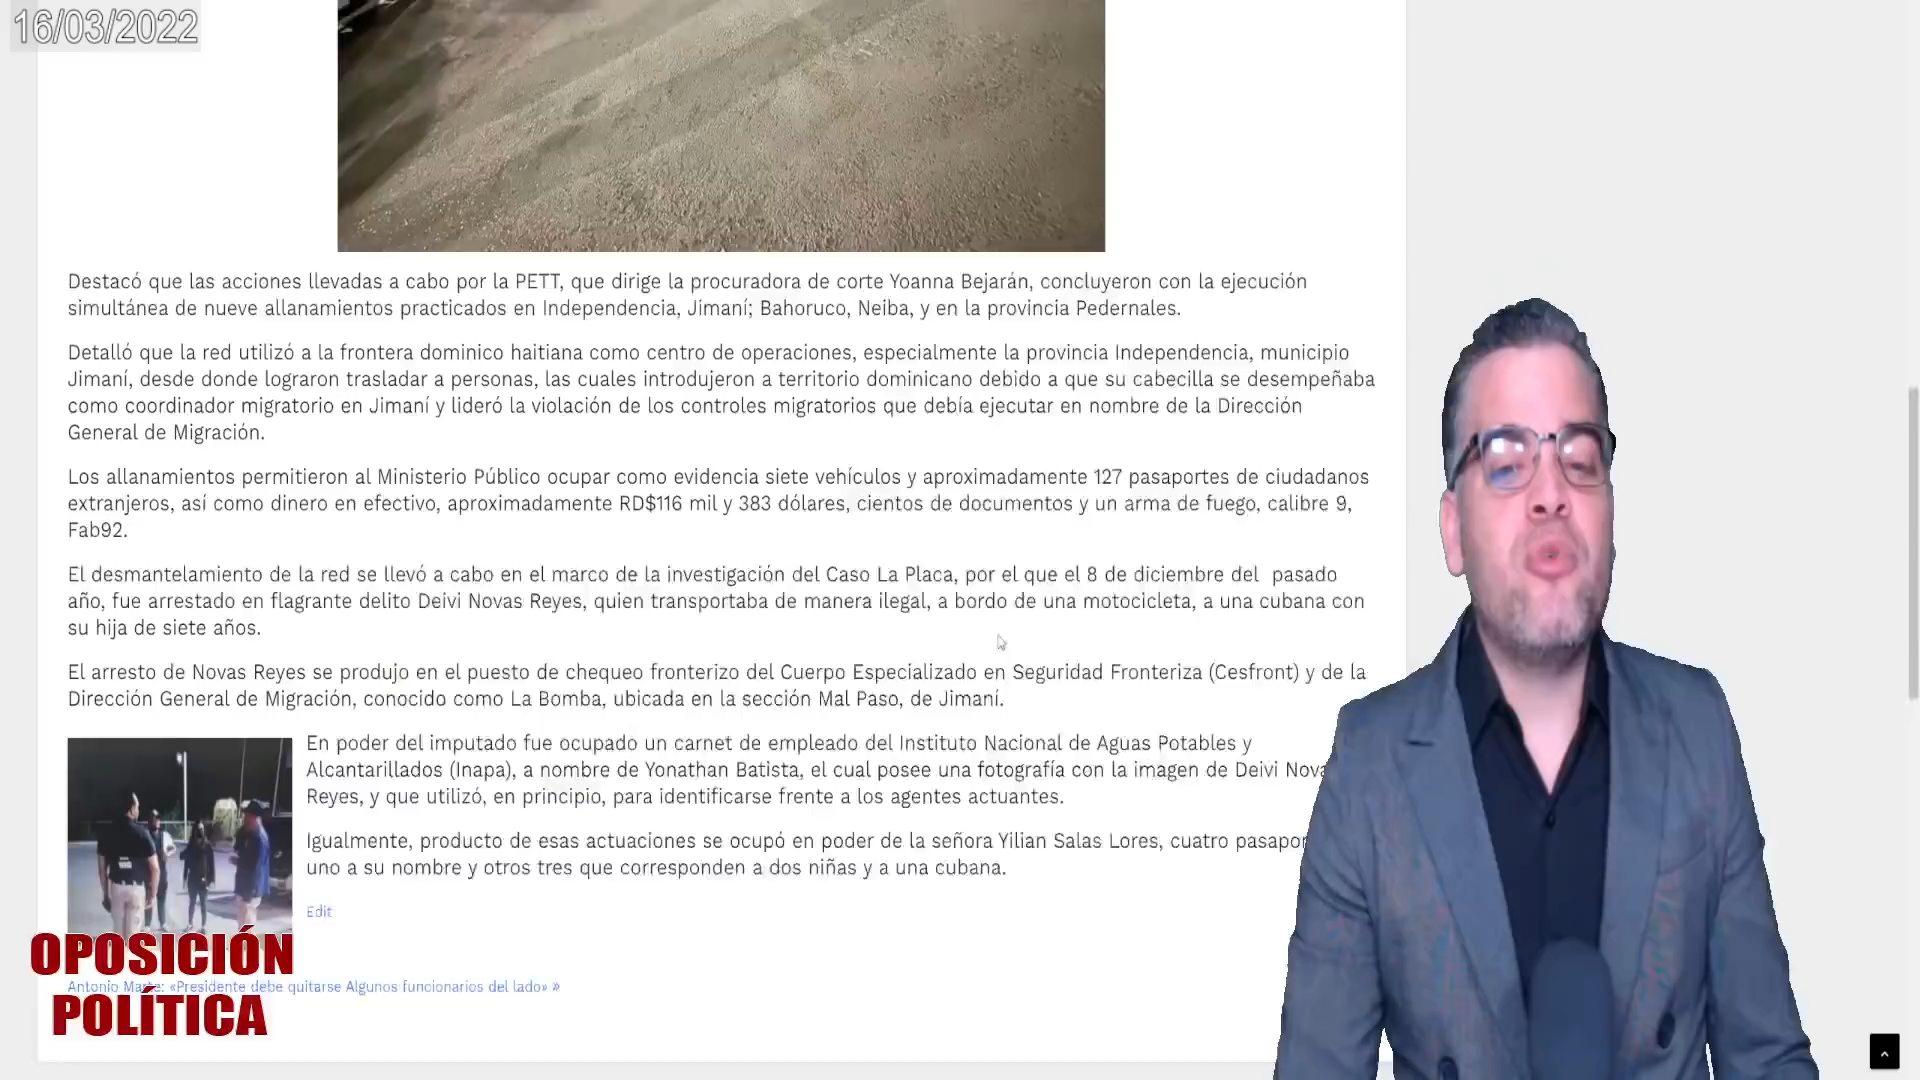 16/03/2022
Destacó que las acciones llevadas a cabo por la PETT, que dirige la procuradora de corte Yoanna Bejarán, concluyeron con la ejecución
simultánea de nueve allanamientos practicados en Independencia, Jimaní; Bahoruco, Neiba, y en la provincia Pedernales.
Detalló que la red utilizó a la frontera dominico haitiana como centro de operaciones, especialmente la provincia Independencia, municipio
Jimaní, desde donde lograron trasladar a personas, las cuales introdujeron a territorio dominicano debido a que su cabecilla se desempeñaba
como coordinador migratorio en Jimaní y lideró la violación de los controles migratorios que debía ejecutar en nombre de la Dirección
General de Migración.
Los allanamientos permitieron al Ministerio Público ocupar como evidencia siete vehículos y aproximadamente 127 pasaportes de ciudadanos
extranjeros, así como dinero en efectivo, aproximadamente RD$116 mil y 383 dólares, cientos de documentos y un arma de fuego, calibre 9,
Fab92.
El desmantelamiento de la red se llevó a cabo en el marco de la investigación del Caso La Placa, por el que el 8 de diciembre del pasado
año, fue arrestado en flagrante delito Deivi Novas Reyes, quien transportaba de manera ilegal, a bordo de una motocicleta, a una cubana con
su hija de siete años.
El arresto de Novas Reyes se produjo en el puesto de chequeo fronterizo del Cuerpo Especializado en Seguridad Fronteriza (Cesfront) y de la
Dirección General de Migración, conocido como La Bomba, ubicada en la sección Mal Paso, de Jimaní.
En poder del imputado fue ocupado un carnet de empleado del Instituto Nacional de Aguas Potables y
Alcantarillados (Inapa), a nombre de Yonathan Batista, el cual posee una fotografía con la imagen de Deivi Nova
Reyes, y que utilizó, en principio, para identificarse frente a los agentes actuantes.
Igualmente, producto de esas actuaciones se ocupó en poder de la señora Yilian Salas Lores, cuatro pasapor
uno a su nombre y otros tres que corresponden a dos niñas y a una cubana.
Edit
OPOSICIÓN
Antonio Marte: «Presidente debe quitarse Algunos funcionarios del lado» »
POLÍTICA